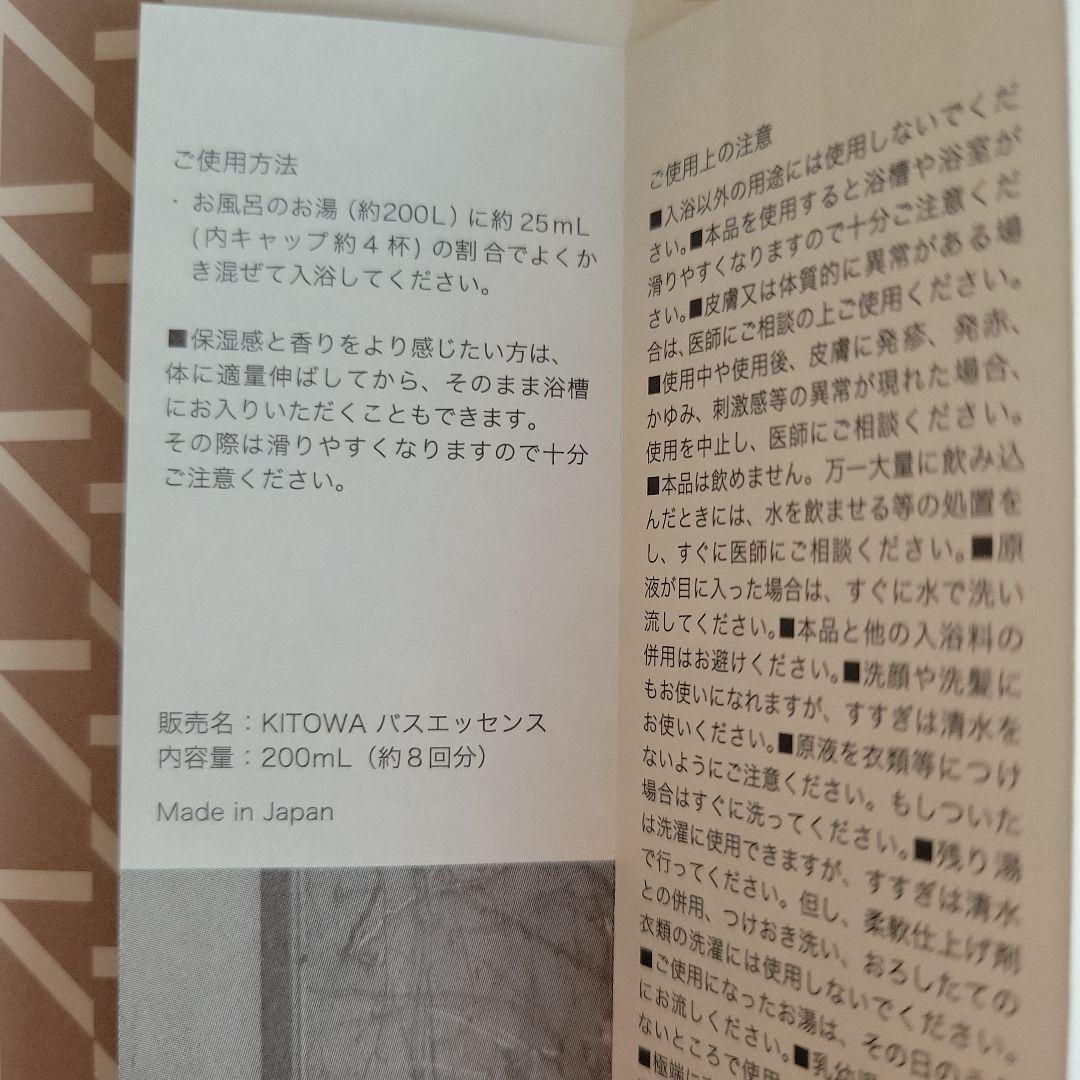 ご使用方法
・お風呂のお湯（約200L）に約25mL
(内キャップ約4杯) の割合でよくか
き混ぜて入浴してください。
■保湿感と香りをより感じたい方は、
体に適量伸ばしてから、そのまま浴槽
にお入りいただくこともできます。
その際は滑りやすくなりますので十分
ご注意ください。
販売名：KITOWA バスエッセンス
内容量：200mL（約8回分）
Made in Japan
ご使用上の注意
■入浴以外の用途には使用しないでくだ
さい。■本品を使用すると浴槽や浴室が
滑りやすくなりますので十分ご注意くだ
さい。■皮膚又は体質的に異常がある場
合は、医師にご相談の上ご使用ください。
■使用中や使用後、皮膚に発疹、発赤、
かゆみ、刺激感等の異常が現れた場合、
使用を中止し、医師にご相談ください。
■本品は飲めません。万一大量に飲み込
んだときには、水を飲ませる等の処置を
し、すぐに医師にご相談ください。■原
液が目に入った場合は、すぐに水で洗い
流してください。■本品と他の入浴料の
併用はお避けください。■洗顔や洗髪に
もお使いになれますが、すすぎは清水を
お使いください。■原液を衣類等につけ
ないようにご注意ください。もしついた
場合はすぐに洗ってください。■残り湯
は洗濯に使用できますが、すすぎは清水
で行ってください。但し、柔軟仕上げ剤
との併用、つけおき洗い、おろしたての
衣類の洗濯には使用しないでください。
■ご使用になったお湯は、その日の
にお流しください。■乳幼
ないところで使用
■極端に